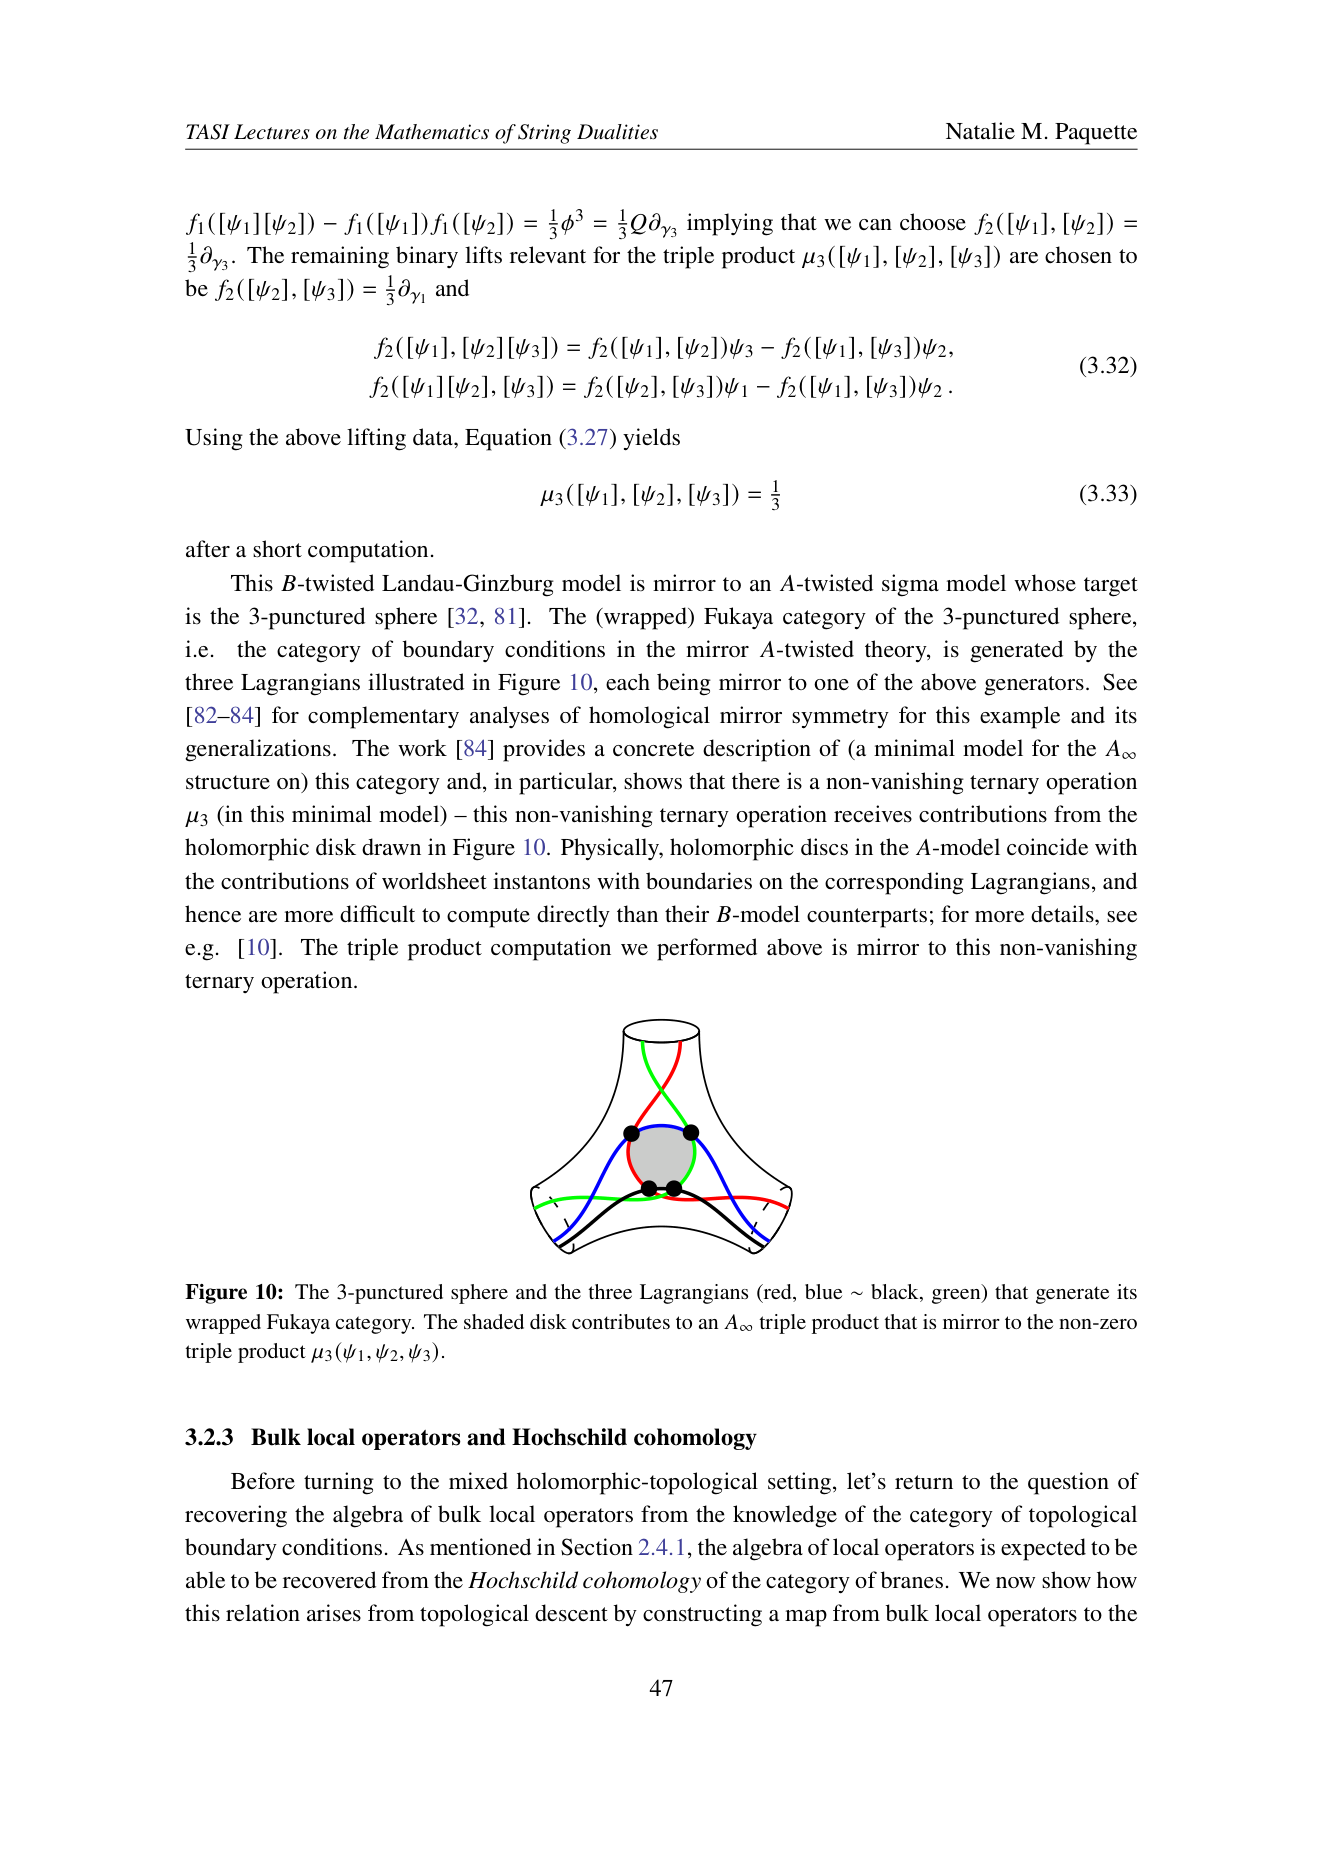 TASI Lectures on the Mathematics of String Dualities Natalie M. Paquette
f₁([ψ₁][ψ₂]) − f₁([ψ₁])f₁([ψ₂]) = ⅓ϕ³ = ⅓Q∂_γ₃ implying that we can choose f₂([ψ₁], [ψ₂]) =
⅓∂_γ₃. The remaining binary lifts relevant for the triple product μ₃([ψ₁], [ψ₂], [ψ₃]) are chosen to
be f₂([ψ₂], [ψ₃]) = ⅓∂_γ₁ and
f₂([ψ₁], [ψ₂][ψ₃]) = f₂([ψ₁], [ψ₂])ψ₃ − f₂([ψ₁], [ψ₃])ψ₂,
f₂([ψ₁][ψ₂], [ψ₃]) = f₂([ψ₂], [ψ₃])ψ₁ − f₂([ψ₁], [ψ₃])ψ₂ .
(3.32)
Using the above lifting data, Equation (3.27) yields
μ₃([ψ₁], [ψ₂], [ψ₃]) = ⅓ (3.33)
after a short computation.
This B-twisted Landau-Ginzburg model is mirror to an A-twisted sigma model whose target
is the 3-punctured sphere [32, 81]. The (wrapped) Fukaya category of the 3-punctured sphere,
i.e. the category of boundary conditions in the mirror A-twisted theory, is generated by the
three Lagrangians illustrated in Figure 10, each being mirror to one of the above generators. See
[82–84] for complementary analyses of homological mirror symmetry for this example and its
generalizations. The work [84] provides a concrete description of (a minimal model for the A∞
structure on) this category and, in particular, shows that there is a non-vanishing ternary operation
μ₃ (in this minimal model) – this non-vanishing ternary operation receives contributions from the
holomorphic disk drawn in Figure 10. Physically, holomorphic discs in the A-model coincide with
the contributions of worldsheet instantons with boundaries on the corresponding Lagrangians, and
hence are more difficult to compute directly than their B-model counterparts; for more details, see
e.g. [10]. The triple product computation we performed above is mirror to this non-vanishing
ternary operation.
Figure 10: The 3-punctured sphere and the three Lagrangians (red, blue ∼ black, green) that generate its
wrapped Fukaya category. The shaded disk contributes to an A∞ triple product that is mirror to the non-zero
triple product μ₃(ψ₁, ψ₂, ψ₃).
3.2.3 Bulk local operators and Hochschild cohomology
Before turning to the mixed holomorphic-topological setting, let's return to the question of
recovering the algebra of bulk local operators from the knowledge of the category of topological
boundary conditions. As mentioned in Section 2.4.1, the algebra of local operators is expected to be
able to be recovered from the Hochschild cohomology of the category of branes. We now show how
this relation arises from topological descent by constructing a map from bulk local operators to the
47